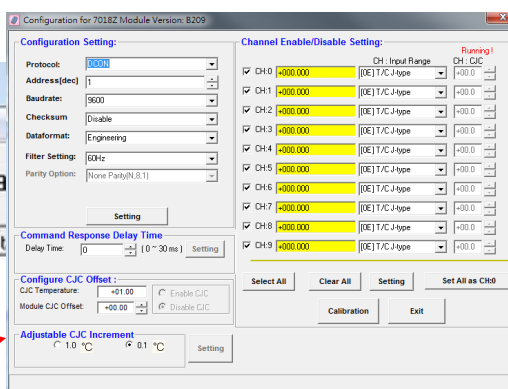 Configuration for 7018Z Module Version: B209
Configuration Setting:
Protocol: DCON
Address[dec] 1
Baudrate: 9600
Checksum Disable
Dataformat: Engineering
Filter Setting: 60Hz
Parity Option: None Parity(N,8,1)
Setting
Command Response Delay Time
Delay Time: 0 ( 0 ~ 30 ms ) Setting
Configure CJC Offset :
CJC Temperature: +01.00 Enable CJC
Module CJC Offset: +00.00 Disable CJC
Adjustable CJC Increment
1.0 °C 0.1 °C Setting
Channel Enable/Disable Setting:
Running !
CH : Input Range CH : CJC
CH:0 +000.000 [0E] T/C J-type +00.0
CH:1 +000.000 [0E] T/C J-type +00.0
CH:2 +000.000 [0E] T/C J-type +00.0
CH:3 +000.000 [0E] T/C J-type +00.0
CH:4 +000.000 [0E] T/C J-type +00.0
CH:5 +000.000 [0E] T/C J-type +00.0
CH:6 +000.000 [0E] T/C J-type +00.0
CH:7 +000.000 [0E] T/C J-type +00.0
CH:8 +000.000 [0E] T/C J-type +00.0
CH:9 +000.000 [0E] T/C J-type +00.0
Select All Clear All Setting Set All as CH:0
Calibration Exit